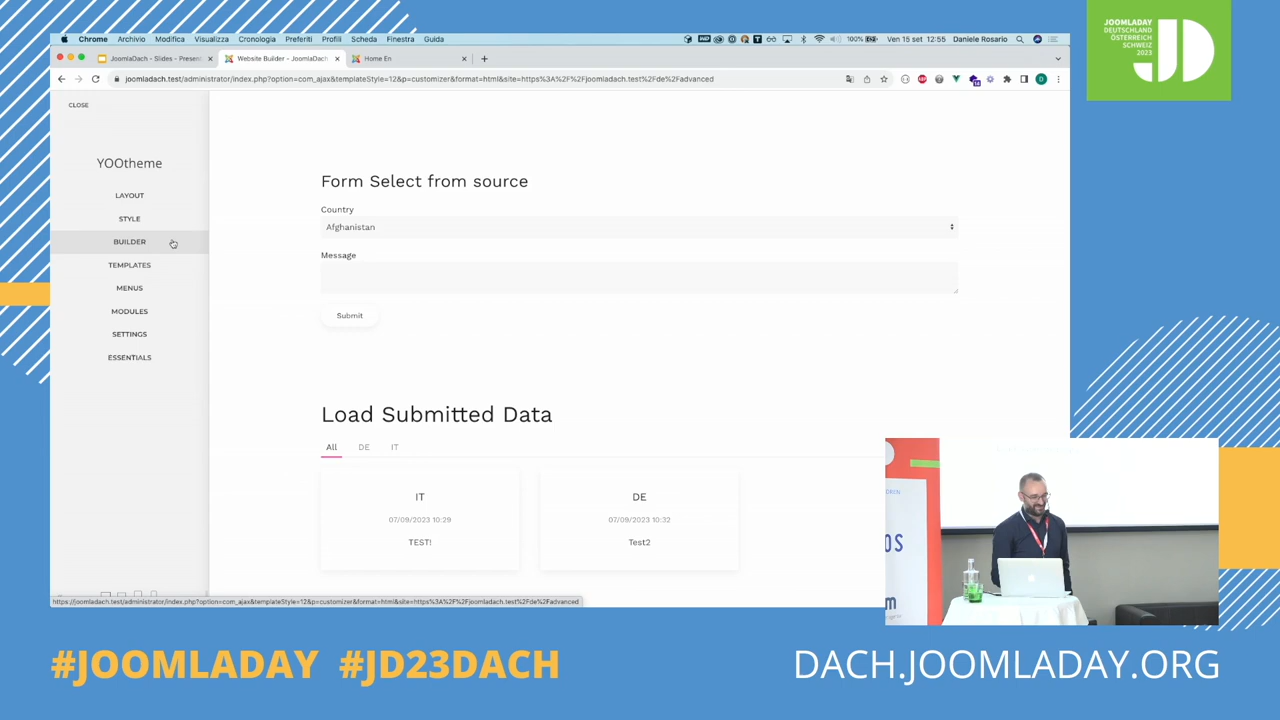 Chrome Archivio Modifica Visualizza Cronologia Preferiti Profili Scheda Finestra Guida 100% Ven 15 set 12:55 Daniele Rosario
JoomlaDach - Slides - Present Website Builder - JoomlaDach Home En
joomladach.test/administrator/index.php?option=com_ajax&templateStyle=12&p=customizer&format=html&site=https%3A%2F%2Fjoomladach.test%2Fde%2Fadvanced
JOOMLADAY
DEUTSCHLAND
ÖSTERREICH
SCHWEIZ
2023
JD
CLOSE
YOOtheme
LAYOUT
STYLE
BUILDER
TEMPLATES
MENUS
MODULES
SETTINGS
ESSENTIALS
Form Select from source
Country
Afghanistan
Message
Submit
Load Submitted Data
All DE IT
IT
07/09/2023 10:29
TEST!
DE
07/09/2023 10:32
Test2
OS
m
https://joomladach.test/administrator/index.php?option=com_ajax&templateStyle=12&p=customizer&format=html&site=https%3A%2F%2Fjoomladach.test%2Fde%2Fadvanced
#JOOMLADAY #JD23DACH
DACH.JOOMLADAY.ORG